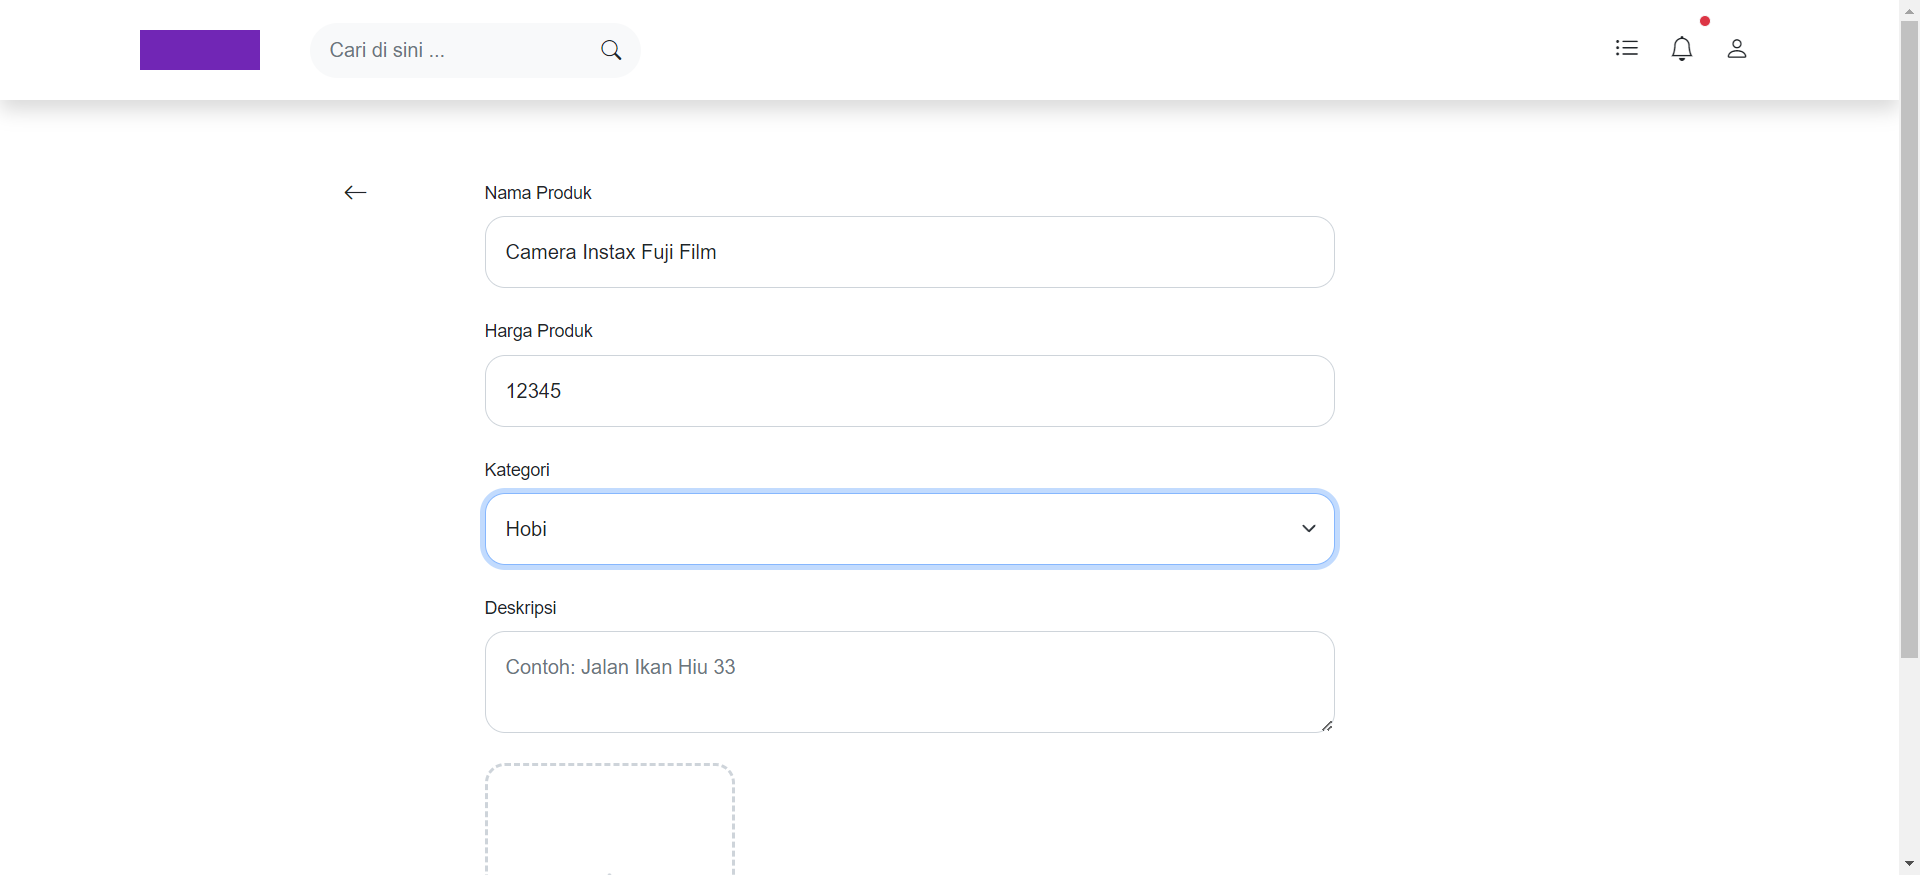 Cari di sini ...
Nama Produk
Camera Instax Fuji Film
Harga Produk
12345
Kategori
Hobi
Deskripsi
Contoh: Jalan Ikan Hiu 33